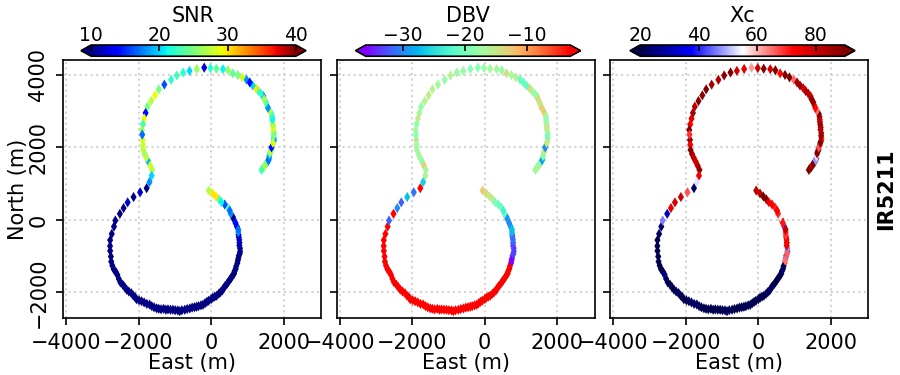 SNR DBV Xc
10 20 30 40 −30 −20 −10 20 40 60 80
4000
2000
0
−2000
North (m)
IR5211
−4000 −2000 0 2000 −4000 −2000 0 2000 −4000 −2000 0 2000
East (m) East (m) East (m)